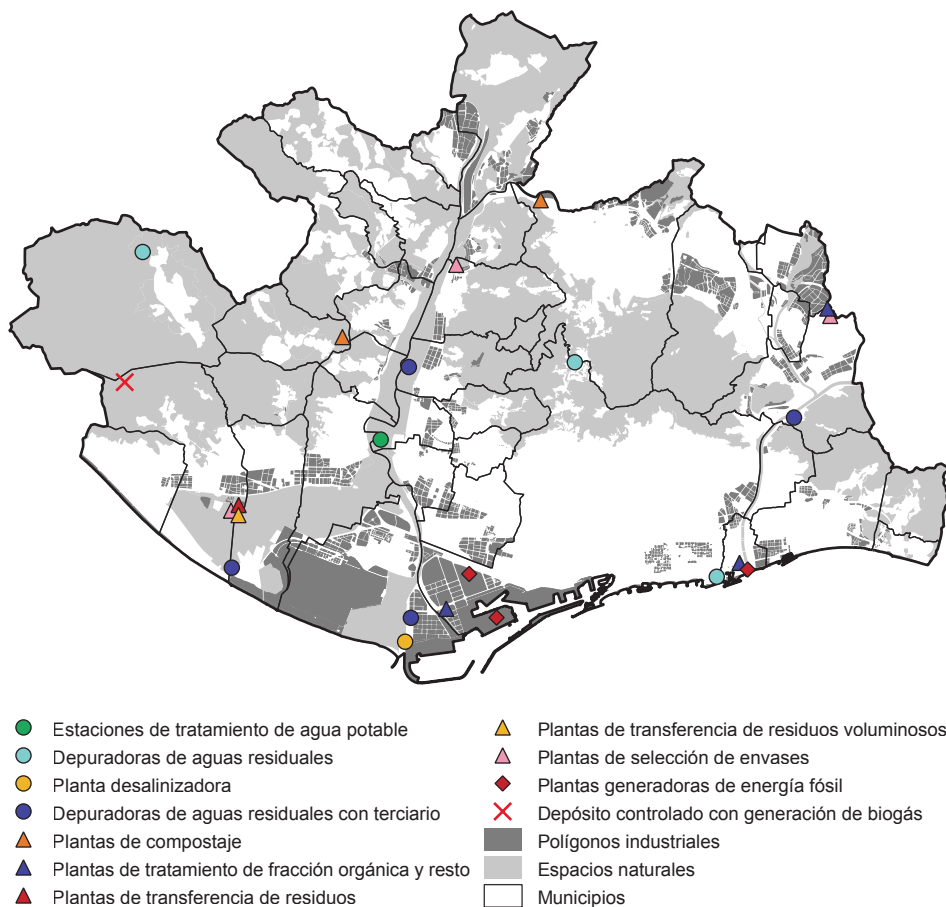 Estaciones de tratamiento de agua potable
Depuradoras de aguas residuales
Planta desalinizadora
Depuradoras de aguas residuales con terciario
Plantas de compostaje
Plantas de tratamiento de fracción orgánica y resto
Plantas de transferencia de residuos
Plantas de transferencia de residuos voluminosos
Plantas de selección de envases
Plantas generadoras de energía fósil
Depósito controlado con generación de biogás
Polígonos industriales
Espacios naturales
Municipios